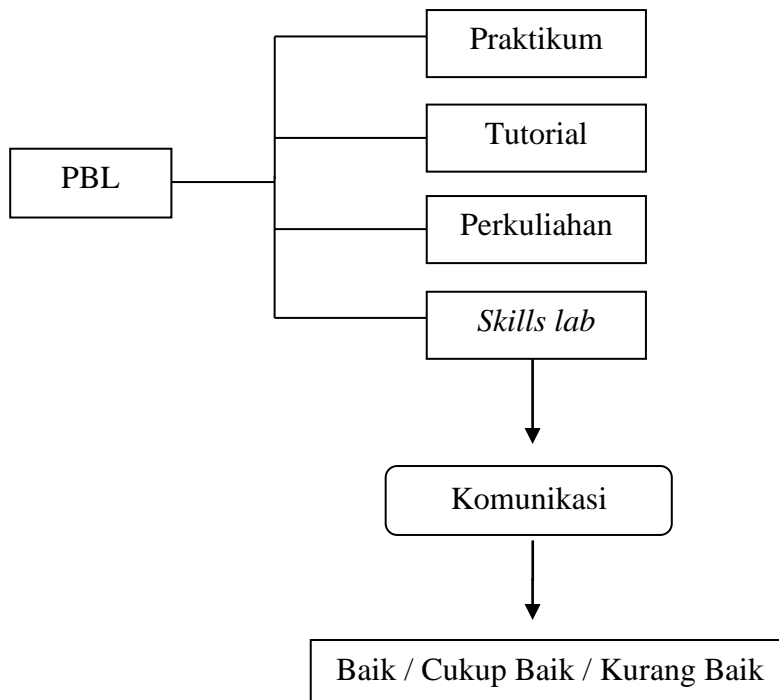 Praktikum
Tutorial
PBL
Perkuliahan
Skills lab
Komunikasi
Baik / Cukup Baik / Kurang Baik